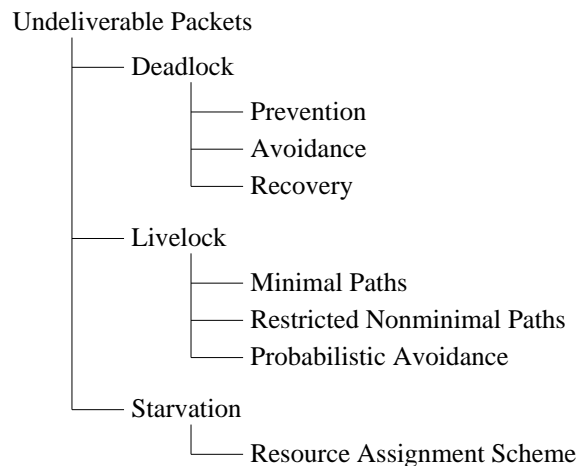 Undeliverable Packets
Deadlock
Prevention
Avoidance
Recovery
Livelock
Minimal Paths
Restricted Nonminimal Paths
Probabilistic Avoidance
Starvation
Resource Assignment Scheme